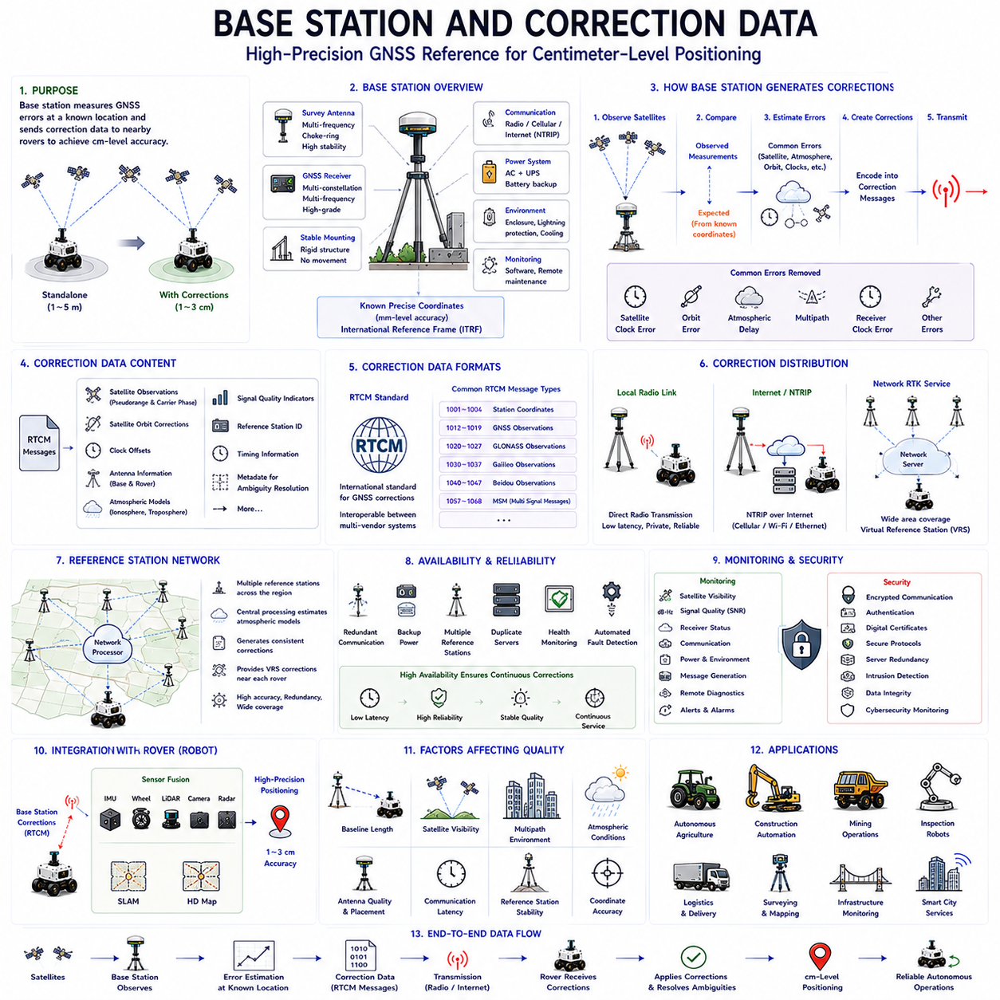 BASE STATION AND CORRECTION DATA
High-Precision GNSS Reference for Centimeter-Level Positioning
1. PURPOSE
Base station measures GNSS
errors at a known location and
sends correction data to nearby
rovers to achieve cm-level accuracy.
Standalone
(1~5 m)
With Corrections
(1~3 cm)
2. BASE STATION OVERVIEW
Survey Antenna
Multi-frequency
Choke-ring
High stability
GNSS Receiver
Multi-constellation
Multi-frequency
High-grade
Stable Mounting
Rigid structure
No movement
Communication
Radio / Cellular /
Internet (NTRIP)
Power System
AC + UPS
Battery backup
Environment
Enclosure, Lightning
protection, Cooling
Monitoring
Software, Remote
maintenance
Known Precise Coordinates
(mm-level accuracy)
International Reference Frame (ITRF)
3. HOW BASE STATION GENERATES CORRECTIONS
1. Observe Satellites
2. Compare
Observed
Measurements
Expected
(From known
coordinates)
3. Estimate Errors
Common Errors
(Satellite, Atmosphere,
Orbit, Clocks, etc.)
4. Create Corrections
Encode into
Correction
Messages
5. Transmit
Common Errors Removed
Satellite
Clock Error
Orbit
Error
Atmospheric
Delay
Multipath
Receiver
Clock Error
Other
Errors
4. CORRECTION DATA CONTENT
RTCM
Messages
Satellite Observations
(Pseudorange & Carrier Phase)
Satellite Orbit Corrections
Clock Offsets
Antenna Information
(Base & Rover)
Atmospheric Models
(Ionosphere, Troposphere)
Signal Quality Indicators
Reference Station ID
Timing Information
Metadate for
Ambiguity Resolution
More...
5. CORRECTION DATA FORMATS
RTCM Standard
RTCM
International standard
for GNSS corrections
Interoperable between
multi-vendor systems
Common RTCM Message Types
1001~1004 Station Coordinates
1012~1019 GNSS Observations
1020~1027 GLONASS Observations
1030~1037 Galileo Observations
1040~1047 Beidou Observations
1057~1068 MSM (Multi Signal Messages)
...
6. CORRECTION DISTRIBUTION
Local Radio Link
Direct Radio Transmission
Low latency, Private, Reliable
Internet / NTRIP
NTRIP over Internet
(Cellular / Wi-Fi / Ethernet)
Network RTK Service
Network
Server
Wide area coverage
Virtual Reference Station (VRS)
7. REFERENCE STATION NETWORK
Network
Processor
Multiple reference stations
across the region
Central processing estimates
atmospheric models
Generates consistent
corrections
Provides VRS corrections
near each rover
High accuracy, Redundancy,
Wide coverage
8. AVAILABILITY & RELIABILITY
Redundant
Communication
Backup
Power
Multiple
Reference
Stations
Duplicate
Servers
Health
Monitoring
Automated
Fault Detection
High Availability Ensures Continuous Corrections
Low Latency
High Reliability
Stable Quality
Continuous
Service
9. MONITORING & SECURITY
Monitoring
Satellite Visibility
dB-Hz Signal Quality (SNR)
Receiver Status
Communication
Power & Environment
Message Generation
Remote Diagnostics
Alerts & Alarms
Security
Encrypted Communication
Authentication
Digital Certificates
Secure Protocols
Server Redundancy
Intrusion Detection
Data Integrity
Cybersecurity Monitoring
10. INTEGRATION WITH ROVER (ROBOT)
Base Station
Corrections
(RTCM)
Sensor Fusion
IMU
Wheel
LiDAR
Camera
Radar
SLAM
HD Map
High-Precision
Positioning
1~3 cm
Accuracy
11. FACTORS AFFECTING QUALITY
Baseline Length
Satellite Visibility
Multipath
Environment
Atmospheric
Conditions
Antenna Quality
& Placement
Communication
Latency
Reference Station
Stability
Coordinate
Accuracy
12. APPLICATIONS
Autonomous
Agriculture
Construction
Automation
Mining
Operations
Inspection
Robots
Logistics
& Delivery
Surveying
& Mapping
Infrastructure
Monitoring
Smart City
Services
13. END-TO-END DATA FLOW
Satellites
Base Station
Observes
Error Estimation
at Known Location
1010
0101
1100
Correction Data
(RTCM Messages)
Transmission
(Radio / Internet)
Rover Receives
Corrections
Applies Corrections
& Resolves Ambiguities
cm-Level
Positioning
Reliable Autonomous
Operations